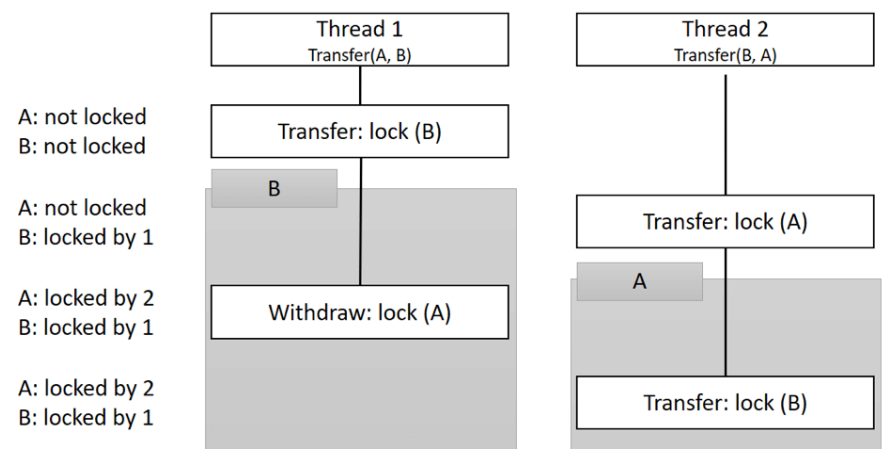 Thread 1
Transfer(A, B)
Thread 2
Transfer(B, A)
A: not locked
B: not locked
Transfer: lock (B)
B
A: not locked
B: locked by 1
Transfer: lock (A)
A
A: locked by 2
B: locked by 1
Withdraw: lock (A)
A: locked by 2
B: locked by 1
Transfer: lock (B)